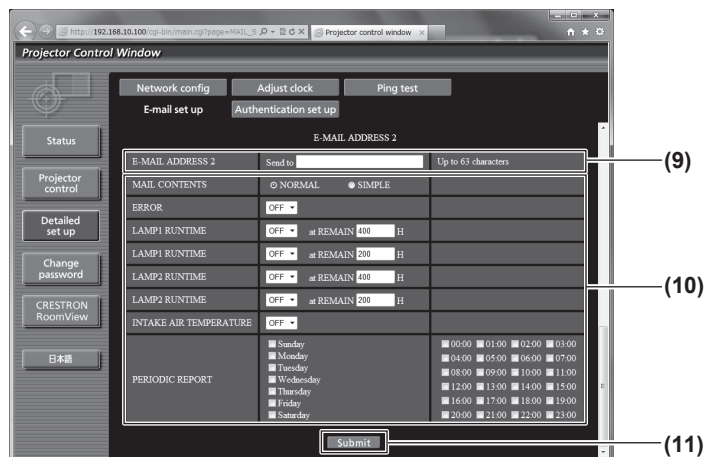 http://192.168.10.100/cgi-bin/main.cgi?page=MAIL_S
Projector control window
Projector Control Window
Network config Adjust clock Ping test
E-mail set up Authentication set up
Status
Projector control
Detailed set up
Change password
CRESTRON RoomView
日本語
E-MAIL ADDRESS 2
E-MAIL ADDRESS 2 Send to Up to 63 characters
(9)
MAIL CONTENTS NORMAL SIMPLE
ERROR OFF
LAMP1 RUNTIME OFF at REMAIN 400 H
LAMP1 RUNTIME OFF at REMAIN 200 H
LAMP2 RUNTIME OFF at REMAIN 400 H
(10)
LAMP2 RUNTIME OFF at REMAIN 200 H
INTAKE AIR TEMPERATURE OFF
PERIODIC REPORT
Sunday
Monday
Tuesday
Wednesday
Thursday
Friday
Saturday
00:00 01:00 02:00 03:00
04:00 05:00 06:00 07:00
08:00 09:00 10:00 11:00
12:00 13:00 14:00 15:00
16:00 17:00 18:00 19:00
20:00 21:00 22:00 23:00
Submit
(11)